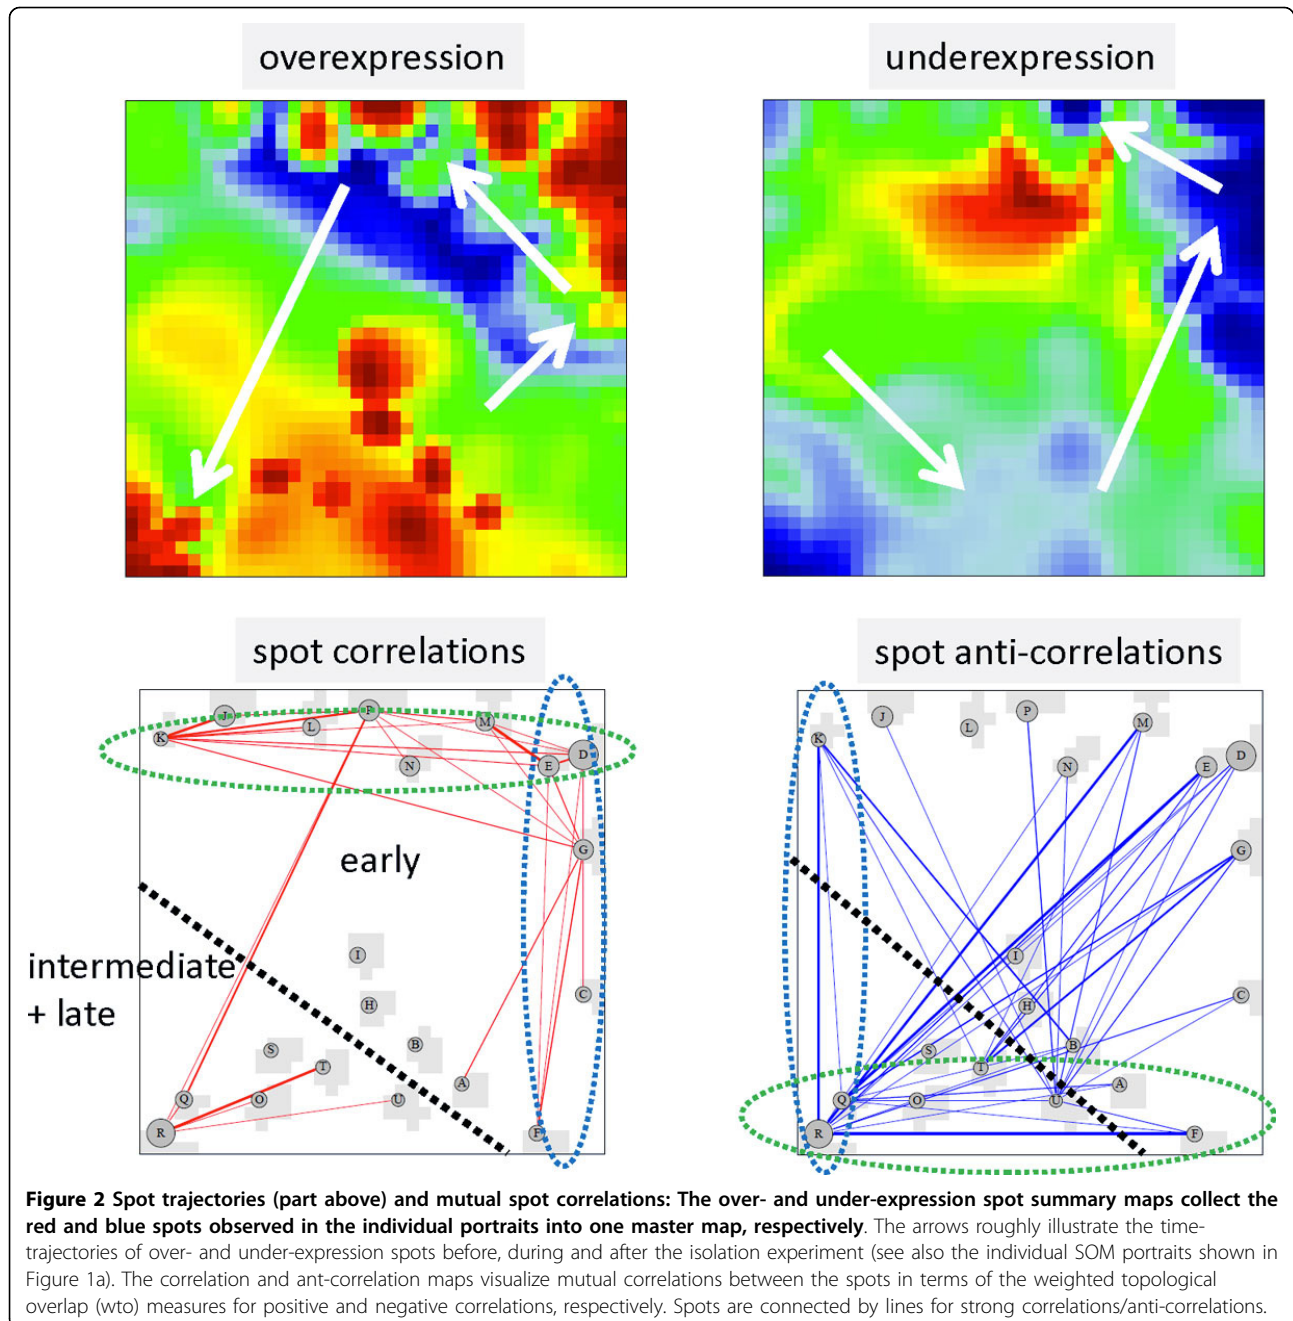 overexpression
underexpression
spot correlations
spot anti-correlations
J
P
L
M
K
D
N
E
G
early
intermediate
+ late
I
C
H
B
S
T
A
Q
O
U
R
F
J
P
L
M
K
D
N
E
G
I
C
H
B
S
T
A
Q
O
U
R
F
Figure 2 Spot trajectories (part above) and mutual spot correlations: The over- and under-expression spot summary maps collect the
red and blue spots observed in the individual portraits into one master map, respectively. The arrows roughly illustrate the time-
trajectories of over- and under-expression spots before, during and after the isolation experiment (see also the individual SOM portraits shown in
Figure 1a). The correlation and ant-correlation maps visualize mutual correlations between the spots in terms of the weighted topological
overlap (wto) measures for positive and negative correlations, respectively. Spots are connected by lines for strong correlations/anti-correlations.